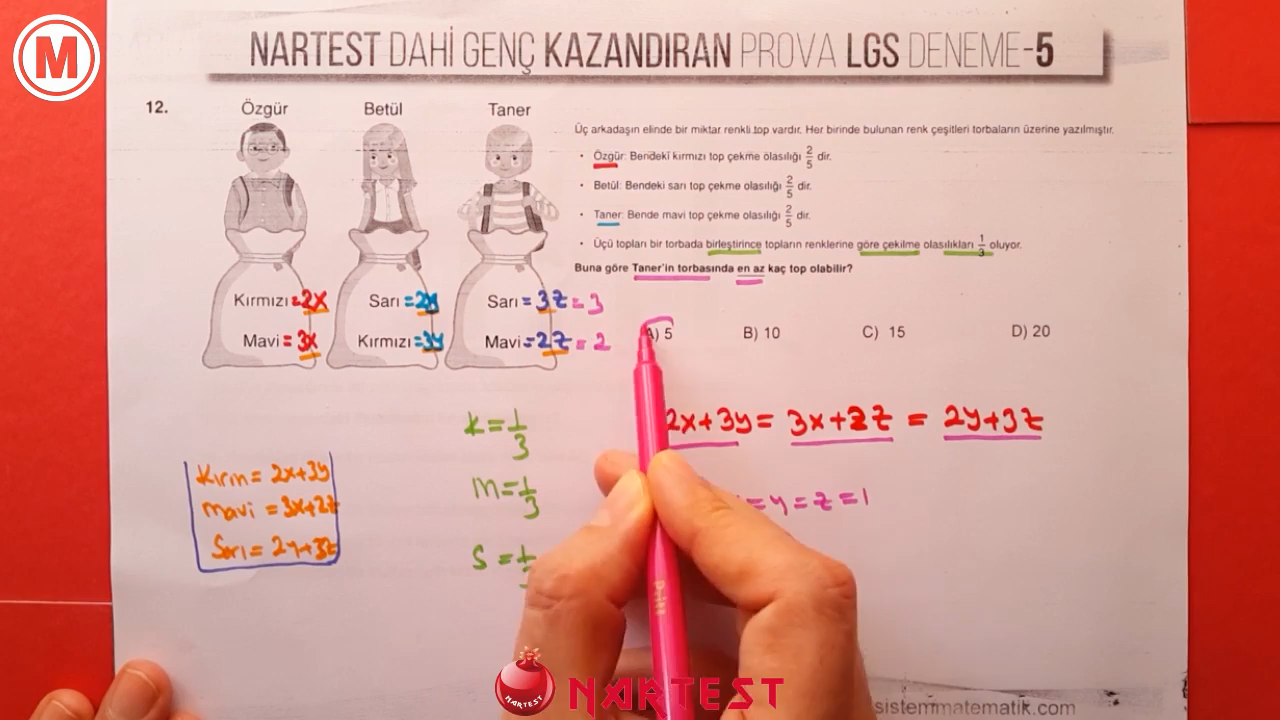 M
NARTEST DAHİ GENÇ KAZANDIRAN PROVA LGS DENEME-5
12.
Özgür
Betül
Taner
Üç arkadaşın elinde bir miktar renkli top vardır. Her birinde bulunan renk çeşitleri torbaların üzerine yazılmıştır.
• Özgür: Bendeki kırmızı top çekme olasılığı 2/5 dir.
• Betül: Bendeki sarı top çekme olasılığı 2/5 dir.
• Taner: Bende mavi top çekme olasılığı 2/5 dir.
• Üçü topları bir torbada birleştirince topların renklerine göre çekilme olasılıkları 1/3 oluyor.
Buna göre Taner'in torbasında en az kaç top olabilir?
Kırmızı=2x
Mavi=3x
Sarı=2y
Kırmızı=3y
Sarı=3z=3
Mavi=2z=2
A) 5
B) 10
C) 15
D) 20
2x+3y= 3x+2z = 2y+3z
=y=z=1
K=1/3
M=1/3
S=
Kırm= 2x+3y
Mavi =3x+2z
Sarı= 2y+3z
NARTEST
NARTEST
sistemmatematik.com